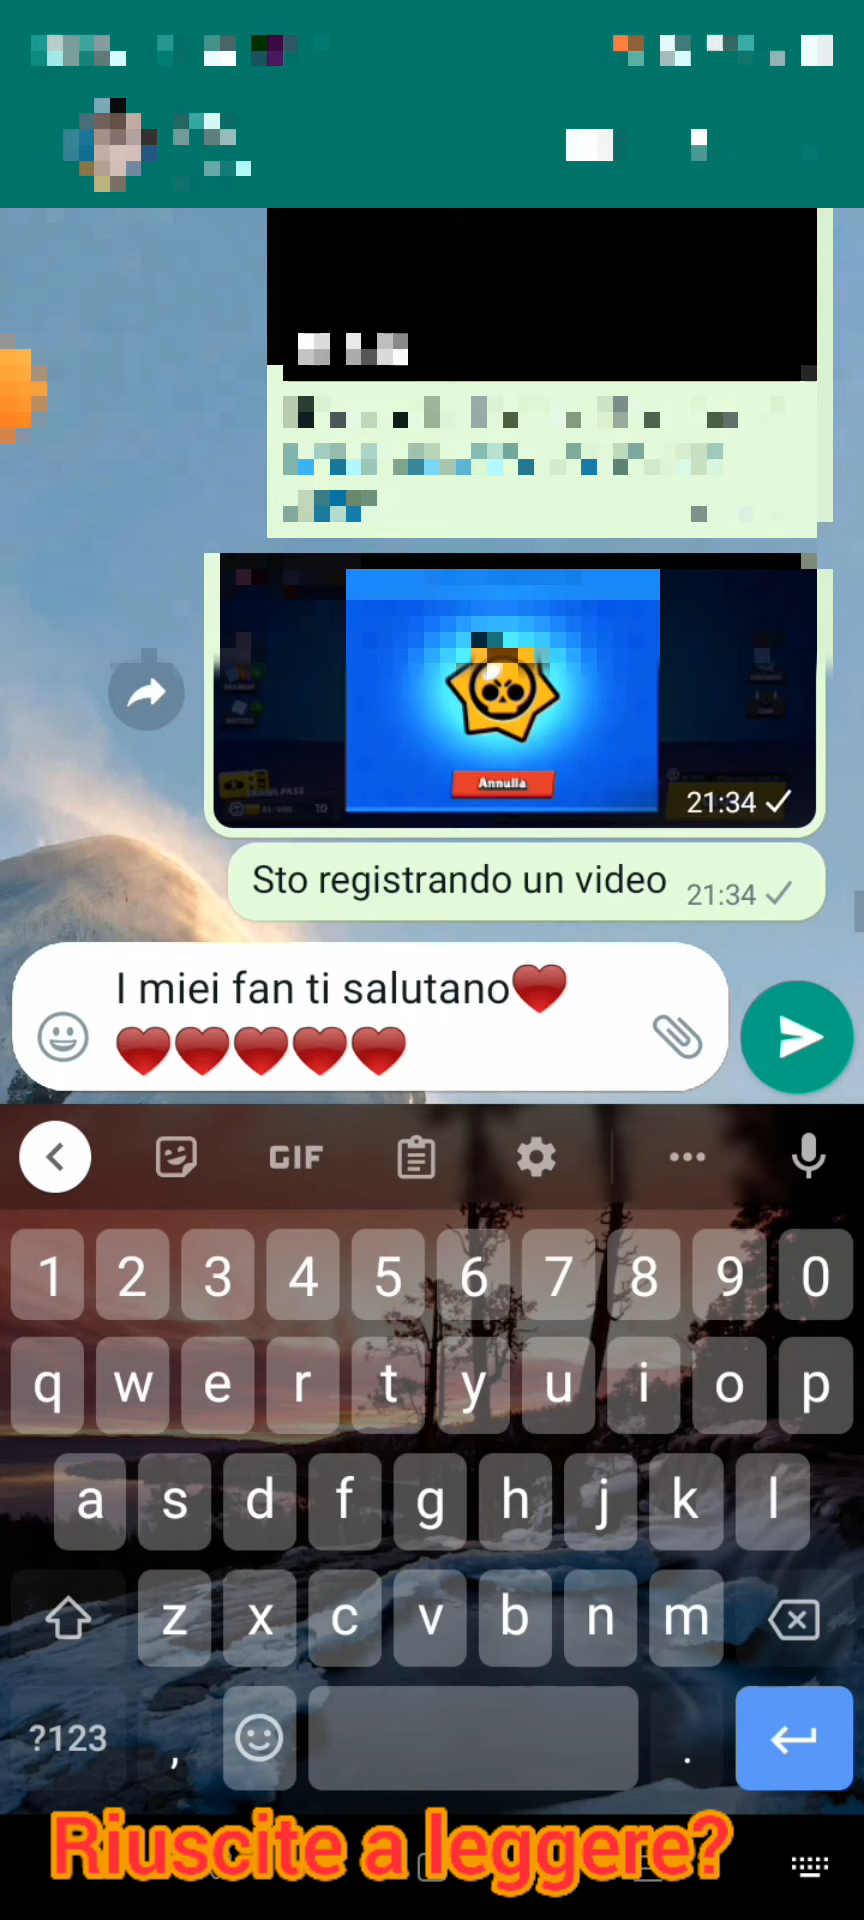 Annulla
10
21:34
Sto registrando un video
21:34
I miei fan ti salutano❤️
❤️❤️❤️❤️❤️
GIF
1 2 3 4 5 6 7 8 9 0
q w e r t y u i o p
a s d f g h j k l
z x c v b n m
?123 , .
Riuscite a leggere?